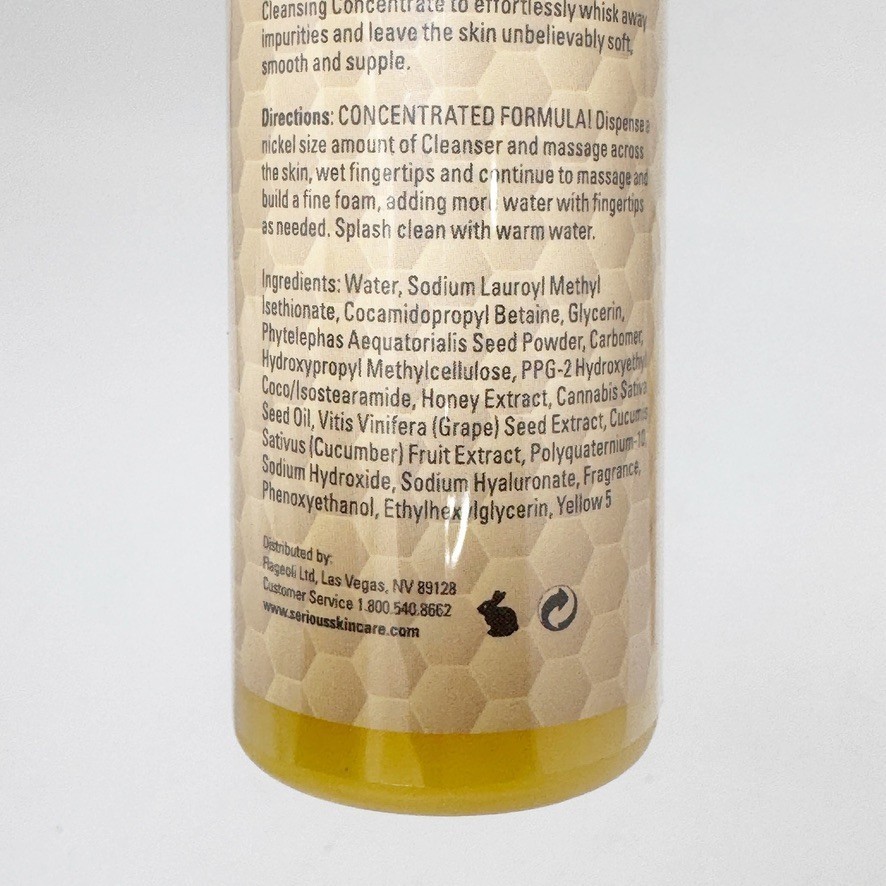 Cleansing Concentrate to effortlessly whisk away
impurities and leave the skin unbelievably soft,
smooth and supple.
Directions: CONCENTRATED FORMULA! Dispense a
nickel size amount of Cleanser and massage across
the skin, wet fingertips and continue to massage and
build a fine foam, adding more water with fingertips
as needed. Splash clean with warm water.
Ingredients: Water, Sodium Lauroyl Methyl
Isethionate, Cocamidopropyl Betaine, Glycerin,
Phytelephas Aequatorialis Seed Powder, Carbomer,
Hydroxypropyl Methylcellulose, PPG-2 Hydroxyethyl
Coco/Isostearamide, Honey Extract, Cannabis Sativa
Seed Oil, Vitis Vinifera (Grape) Seed Extract, Cucumis
Sativus (Cucumber) Fruit Extract, Polyquaternium-10,
Sodium Hydroxide, Sodium Hyaluronate, Fragrance,
Phenoxyethanol, Ethylhexylglycerin, Yellow 5
Distributed by:
Flageoli Ltd, Las Vegas, NV 89128
Customer Service 1.800.540.8662
www.seriousskincare.com